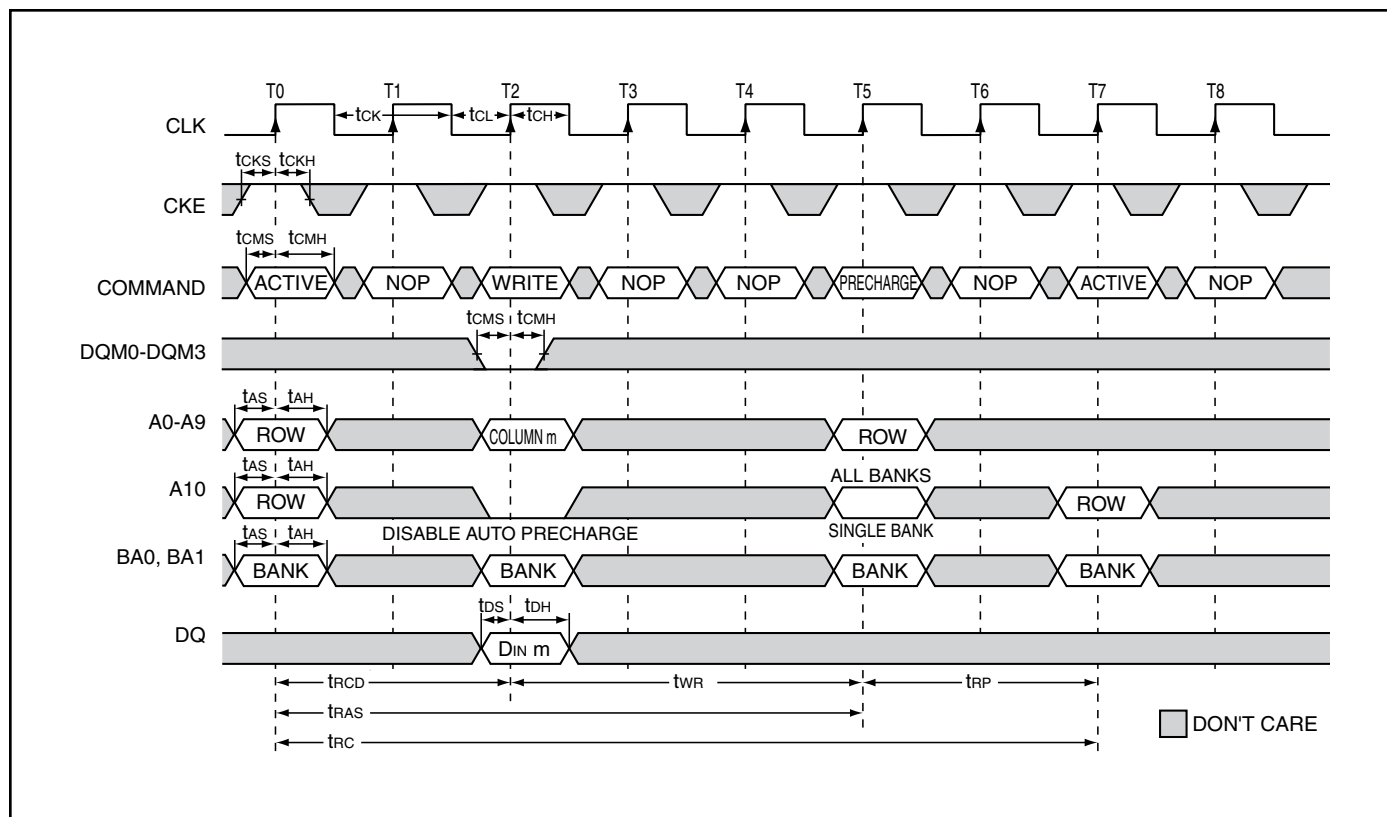 T0 T1 T2 T3 T4 T5 T6 T7 T8
CLK tCK tCL tCH
tCKS tCKH
CKE
tCMS tCMH
COMMAND ACTIVE NOP WRITE NOP NOP PRECHARGE NOP ACTIVE NOP
tCMS tCMH
DQM0-DQM3
tAS tAH
A0-A9 ROW COLUMN m ROW
tAS tAH ALL BANKS
A10 ROW ROW
DISABLE AUTO PRECHARGE SINGLE BANK
tAS tAH
BA0, BA1 BANK BANK BANK BANK
tDS tDH
DQ DIN m
tRCD tWR tRP
tRAS
tRC
DON'T CARE